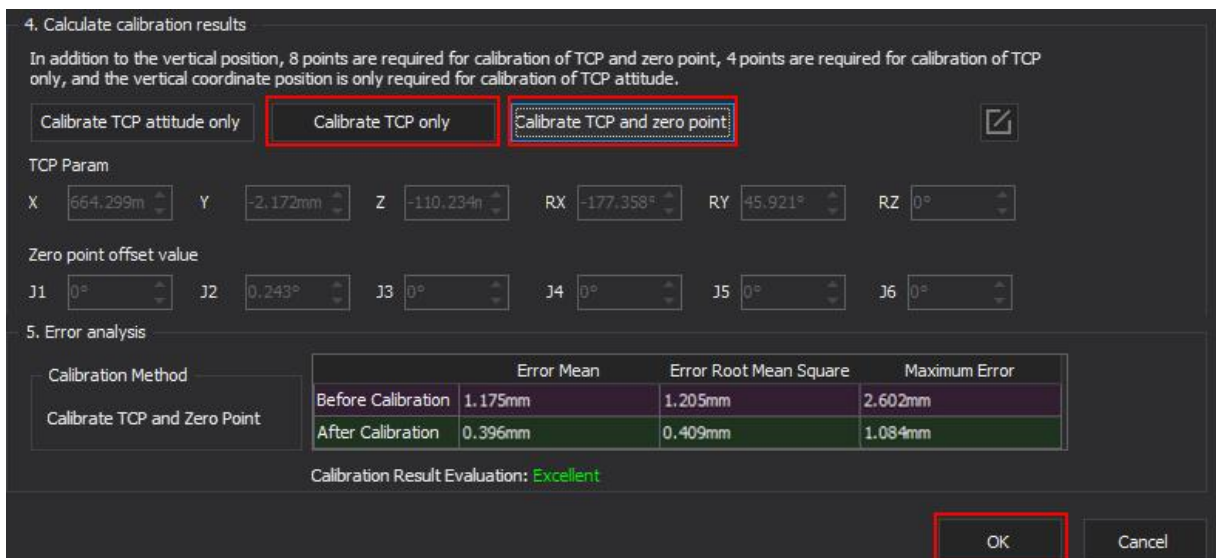 4. Calculate calibration results
In addition to the vertical position, 8 points are required for calibration of TCP and zero point, 4 points are required for calibration of TCP
only, and the vertical coordinate position is only required for calibration of TCP attitude.
Calibrate TCP attitude only Calibrate TCP only Calibrate TCP and zero point
TCP Param
X 664.299m Y -2.172mm Z -110.234m RX -177.358° RY 45.921° RZ 0°
Zero point offset value
J1 0° J2 0.243° J3 0° J4 0° J5 0° J6 0°
5. Error analysis
Calibration Method
Calibrate TCP and Zero Point
Error Mean Error Root Mean Square Maximum Error
Before Calibration 1.175mm 1.205mm 2.602mm
After Calibration 0.396mm 0.409mm 1.084mm
Calibration Result Evaluation: Excellent
OK Cancel